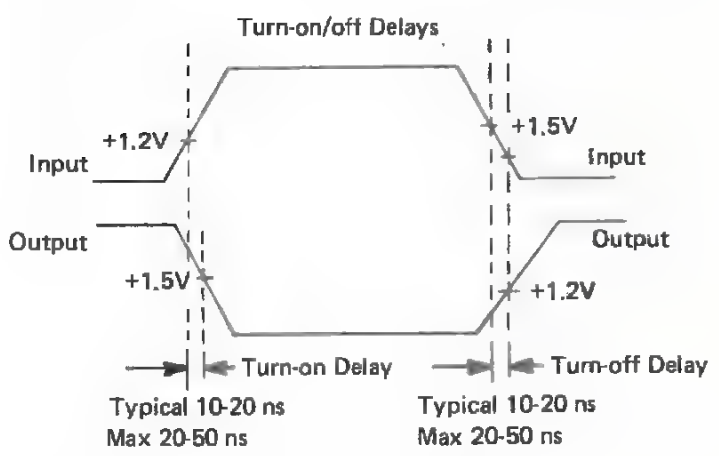 Turn-on/off Delays
+1.2V
+1.5V
Input
Input
Output
Output
+1.5V
+1.2V
Turn-on Delay
Turn-off Delay
Typical 10-20 ns
Max 20-50 ns
Typical 10-20 ns
Max 20-50 ns